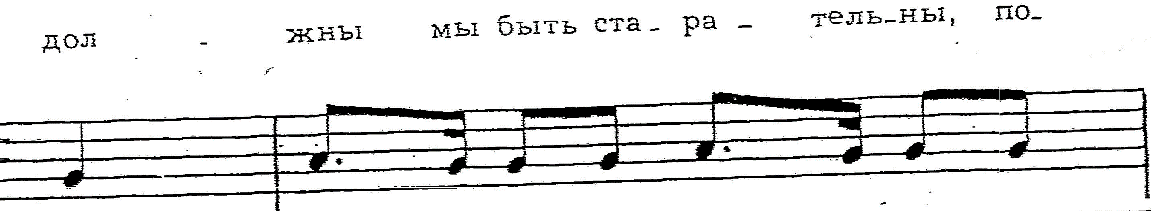 дол - жны мы быть ста - ра - тель-ны, по-